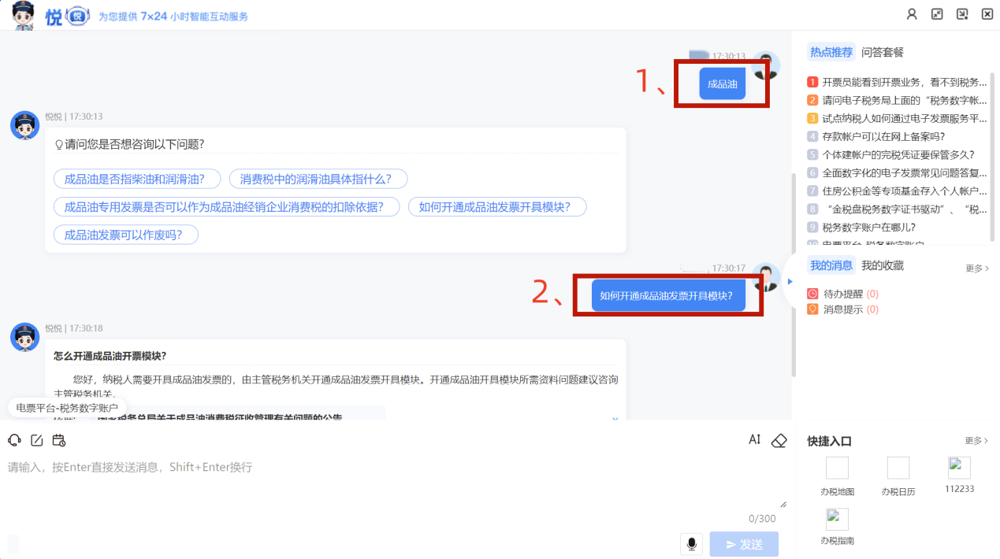 悦 悦 为您提供 7×24 小时智能互动服务
17:30:13
1、
成品油
悦悦 | 17:30:13
请问您是否想咨询以下问题?
成品油是否指柴油和润滑油?
消费税中的润滑油具体指什么?
成品油专用发票是否可以作为成品油经销企业消费税的扣除依据?
如何开通成品油发票开具模块?
成品油发票可以作废吗?
17:30:17
2、
如何开通成品油发票开具模块?
悦悦 | 17:30:18
怎么开通成品油开票模块?
您好，纳税人需要开具成品油发票的，由主管税务机关开通成品油发票开具模块。开通成品油开具模块所需资料问题建议咨询
主管税务机关。
电票平台-税务数字账户
国家税务总局关于成品油消费税征收管理有关问题的公告
请输入，按Enter直接发送消息，Shift+Enter换行
0/300
发送
热点推荐 问答套餐
1 开票员能看到开票业务，看不到税务...
2 请问电子税务局上面的“税务数字帐...
3 试点纳税人如何通过电子发票服务平...
4 存款帐户可以在网上备案吗?
5 个体建帐户的完税凭证要保管多久?
6 全面数字化的电子发票常见问题答复...
7 住房公积金等专项基金存入个人帐户...
8 “金税盘税务数字证书驱动”、“税...
9 税务数字账户在哪儿?
10 电票平台-税务数字账户
我的消息 我的收藏 更多
待办提醒 (0)
消息提示 (0)
快捷入口 更多
办税地图
办税日历
112233
办税指南